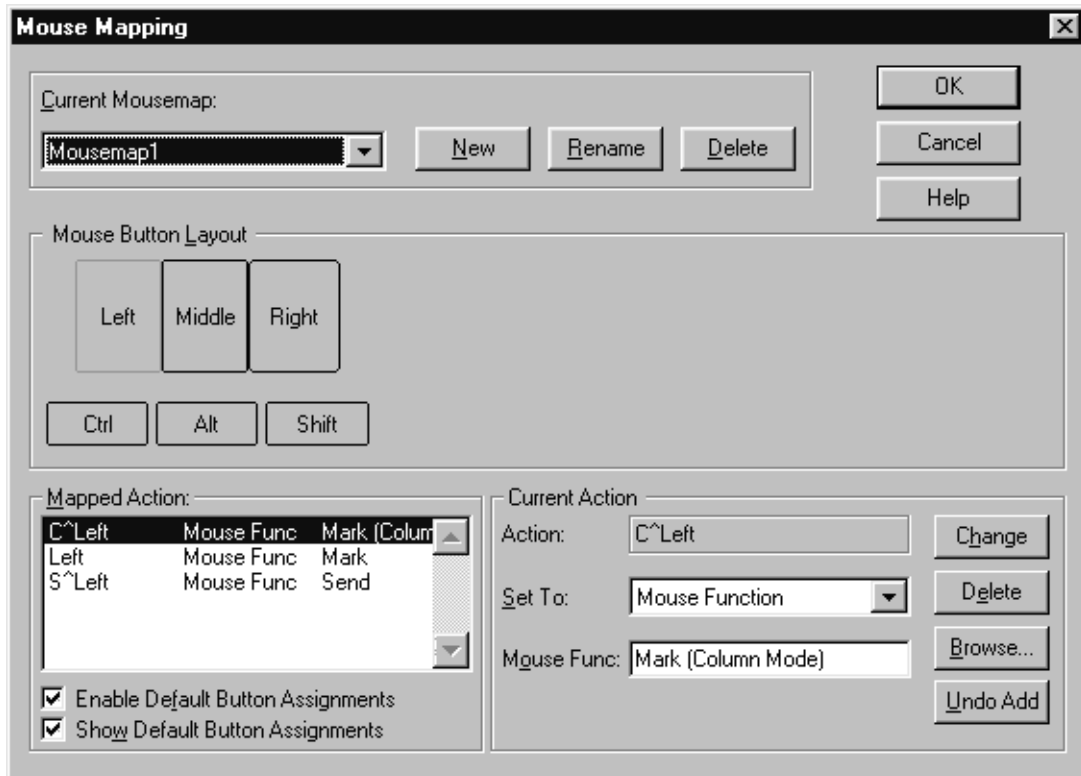 Mouse Mapping
Current Mousemap:
Mousemap1
New
Rename
Delete
OK
Cancel
Help
Mouse Button Layout
Left
Middle
Right
Ctrl
Alt
Shift
Mapped Action:
C^Left Mouse Func Mark (Colum
Left Mouse Func Mark
S^Left Mouse Func Send
Enable Default Button Assignments
Show Default Button Assignments
Current Action
Action: C^Left
Change
Set To: Mouse Function
Delete
Mouse Func: Mark (Column Mode)
Browse...
Undo Add